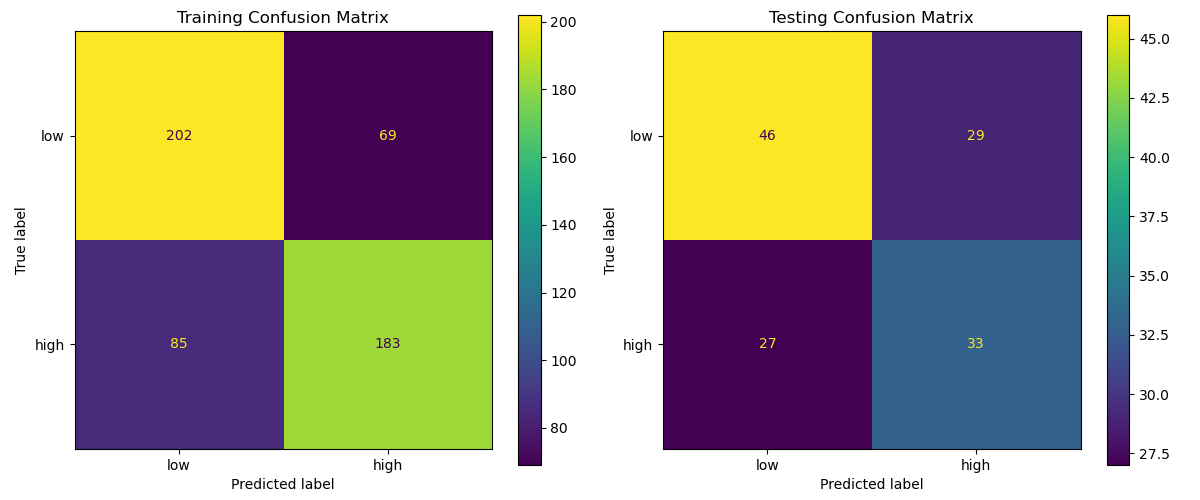 Training Confusion Matrix
low
high
202
69
85
183
low
high
Predicted label
True label
200
180
160
140
120
100
80
Testing Confusion Matrix
low
high
46
29
27
33
low
high
Predicted label
True label
45.0
42.5
40.0
37.5
35.0
32.5
30.0
27.5